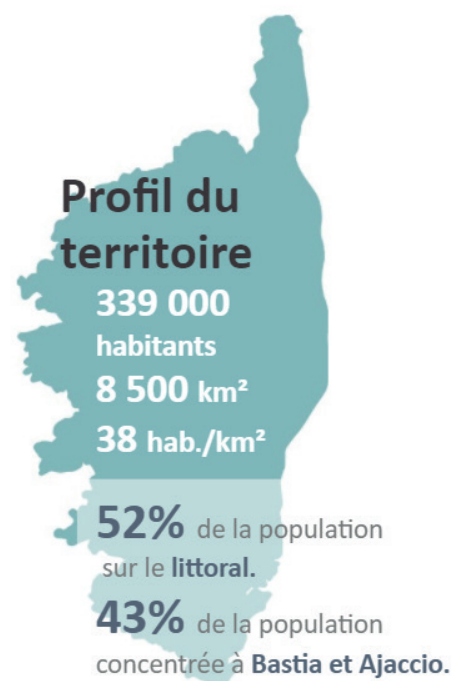 Profil du
territoire
339 000
habitants
8 500 km²
38 hab./km²
52% de la population
sur le littoral.
43% de la population
concentrée à Bastia et Ajaccio.